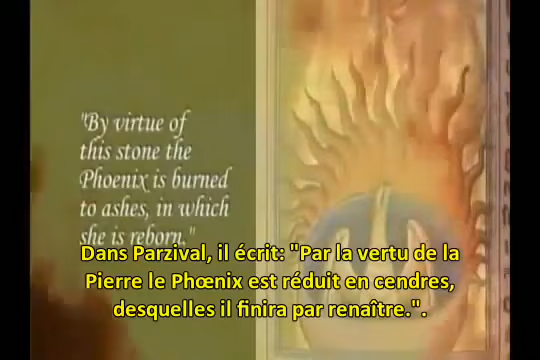 "By virtue of
this stone the
Phoenix is burned
to ashes, in which
she is reborn."
Dans Parzival, il écrit: "Par la vertu de la
Pierre le Phœnix est réduit en cendres,
desquelles il finira par renaître.".